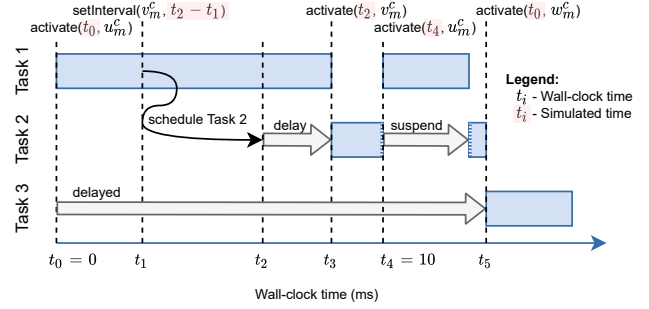 setInterval(v_m^c, t_2 − t_1)
activate(t_2, v_m^c)
activate(t_0, w_m^c)
activate(t_0, u_m^c)
activate(t_4, u_m^c)
Task 1
Legend:
t_i - Wall-clock time
t_i - Simulated time
schedule Task 2
delay
suspend
Task 2
delayed
Task 3
t_0 = 0
t_1
t_2
t_3
t_4 = 10
t_5
Wall-clock time (ms)